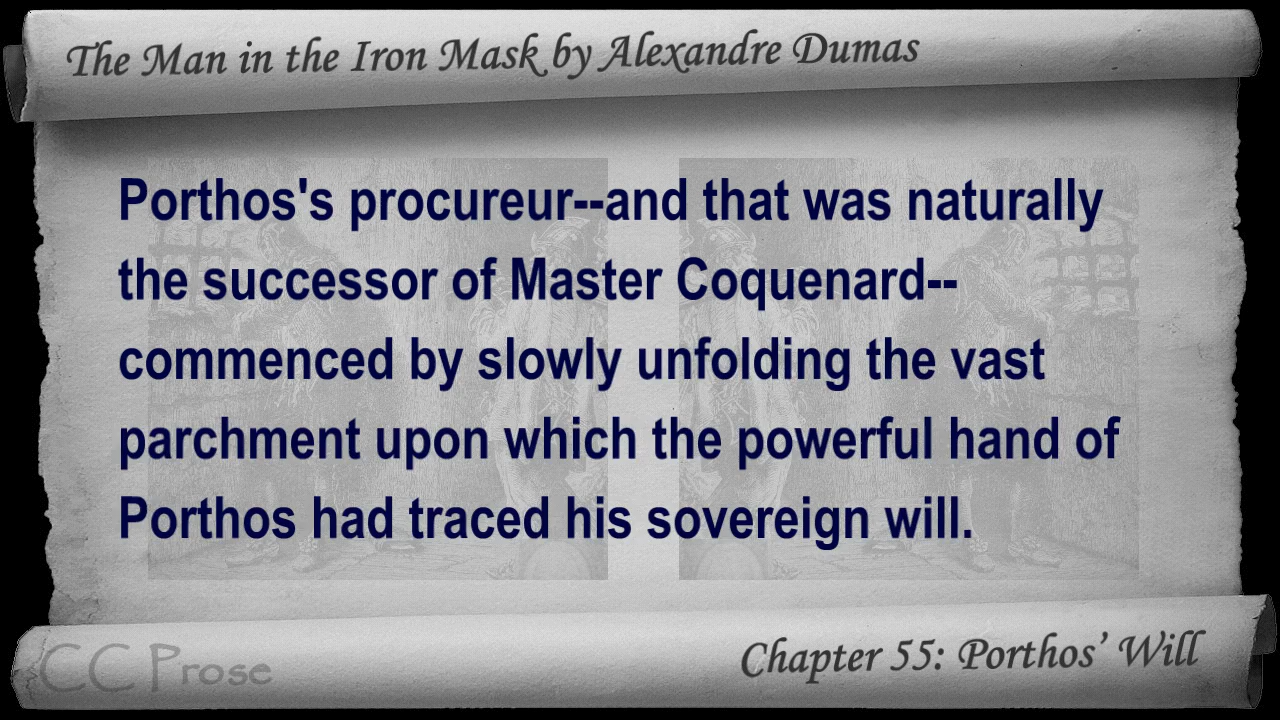 The Man in the Iron Mask by Alexandre Dumas
Porthos's procureur--and that was naturally
the successor of Master Coquenard--
commenced by slowly unfolding the vast
parchment upon which the powerful hand of
Porthos had traced his sovereign will.
CC Prose
Chapter 55: Porthos’ Will